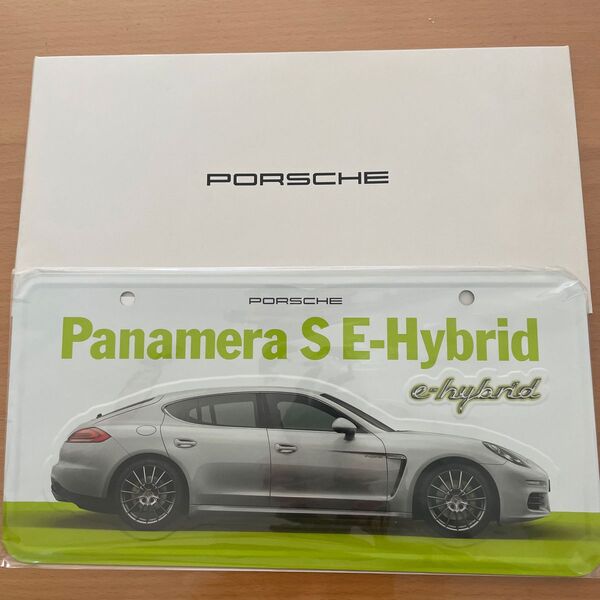 PORSCHE
PORSCHE
Panamera S E-Hybrid
e-hybrid